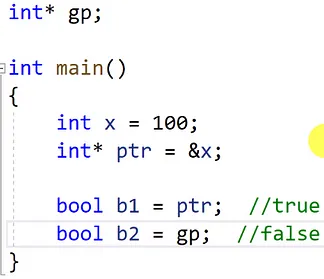 int* gp;
int main()
{
int x = 100;
int* ptr = &x;
bool b1 = ptr; //true
bool b2 = gp; //false
}